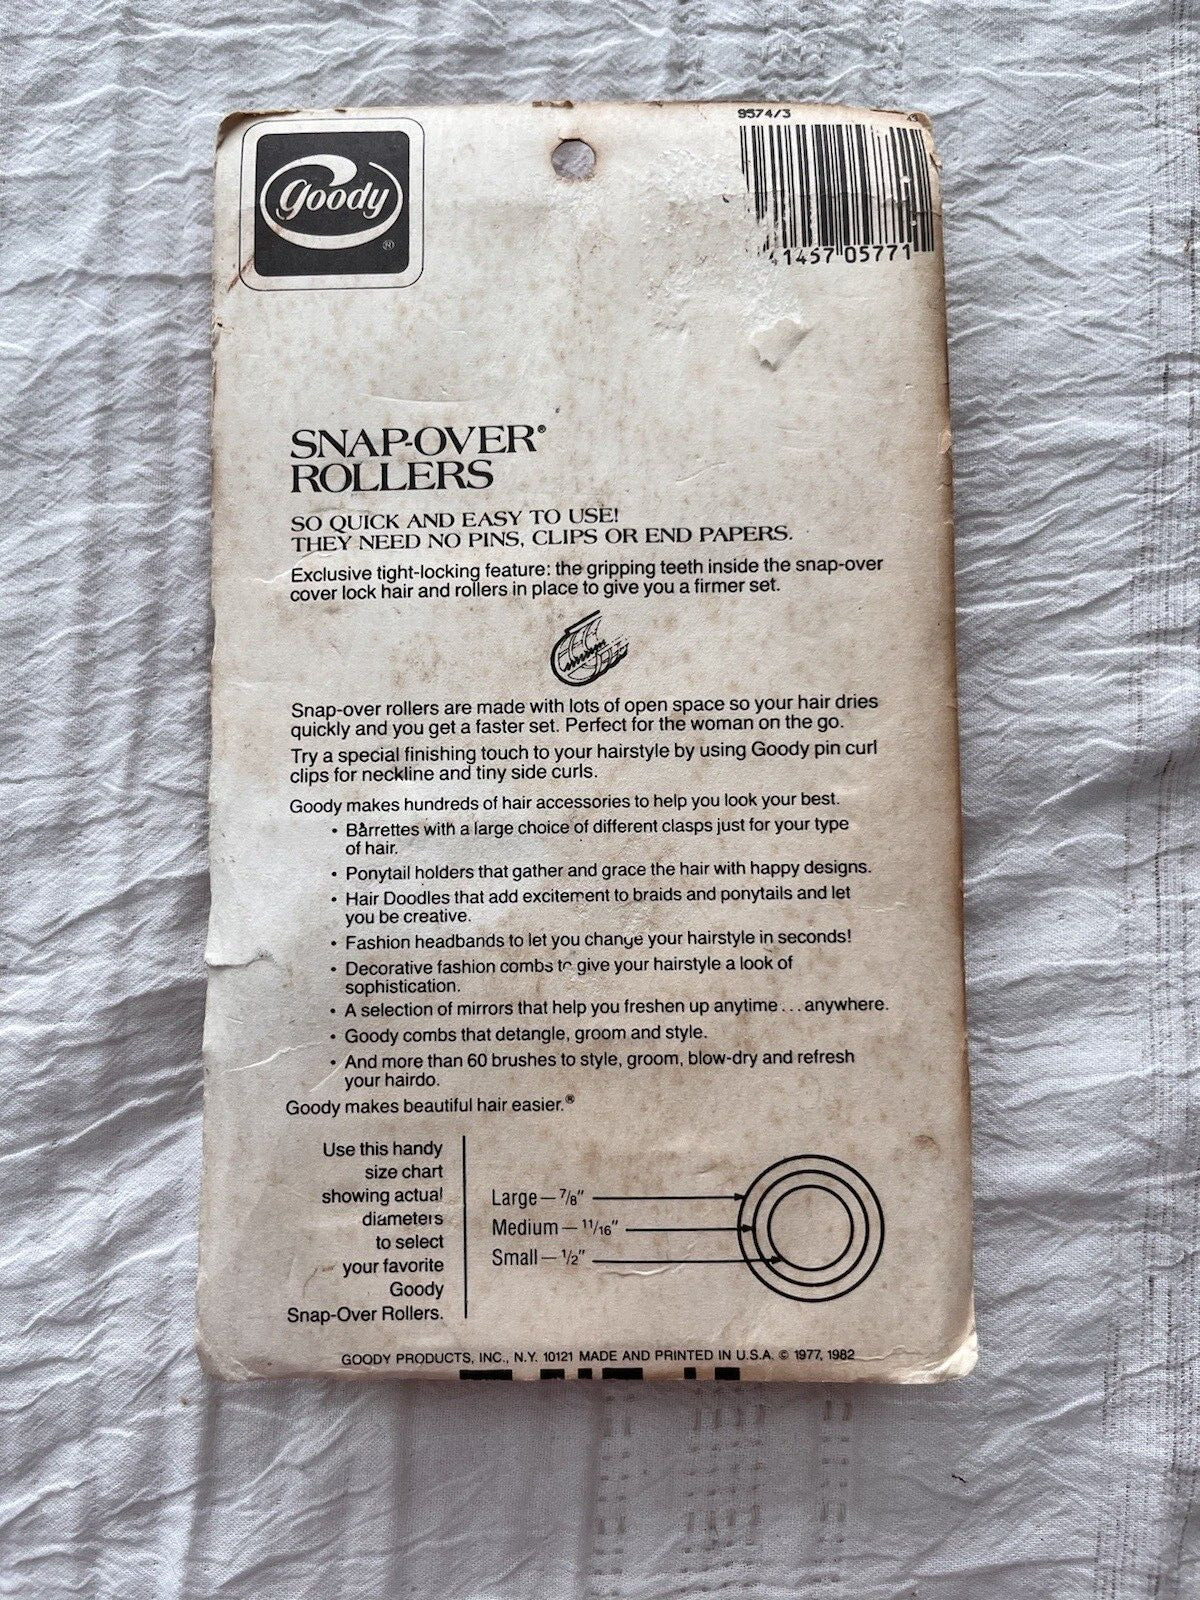 9574/3
goody®
1457 05771
SNAP-OVER®
ROLLERS
SO QUICK AND EASY TO USE!
THEY NEED NO PINS, CLIPS OR END PAPERS.
Exclusive tight-locking feature: the gripping teeth inside the snap-over
cover lock hair and rollers in place to give you a firmer set.
Snap-over rollers are made with lots of open space so your hair dries
quickly and you get a faster set. Perfect for the woman on the go.
Try a special finishing touch to your hairstyle by using Goody pin curl
clips for neckline and tiny side curls.
Goody makes hundreds of hair accessories to help you look your best.
• Barrettes with a large choice of different clasps just for your type
of hair.
• Ponytail holders that gather and grace the hair with happy designs.
• Hair Doodles that add excitement to braids and ponytails and let
you be creative.
• Fashion headbands to let you change your hairstyle in seconds!
• Decorative fashion combs to give your hairstyle a look of
sophistication.
• A selection of mirrors that help you freshen up anytime . . . anywhere.
• Goody combs that detangle, groom and style.
• And more than 60 brushes to style, groom, blow-dry and refresh
your hairdo.
Goody makes beautiful hair easier.®
Use this handy
size chart
showing actual
diameters
to select
your favorite
Goody
Snap-Over Rollers.
Large — 7/8"
Medium — 11/16"
Small — 1/2"
GOODY PRODUCTS, INC., N.Y. 10121 MADE AND PRINTED IN U.S.A. © 1977, 1982